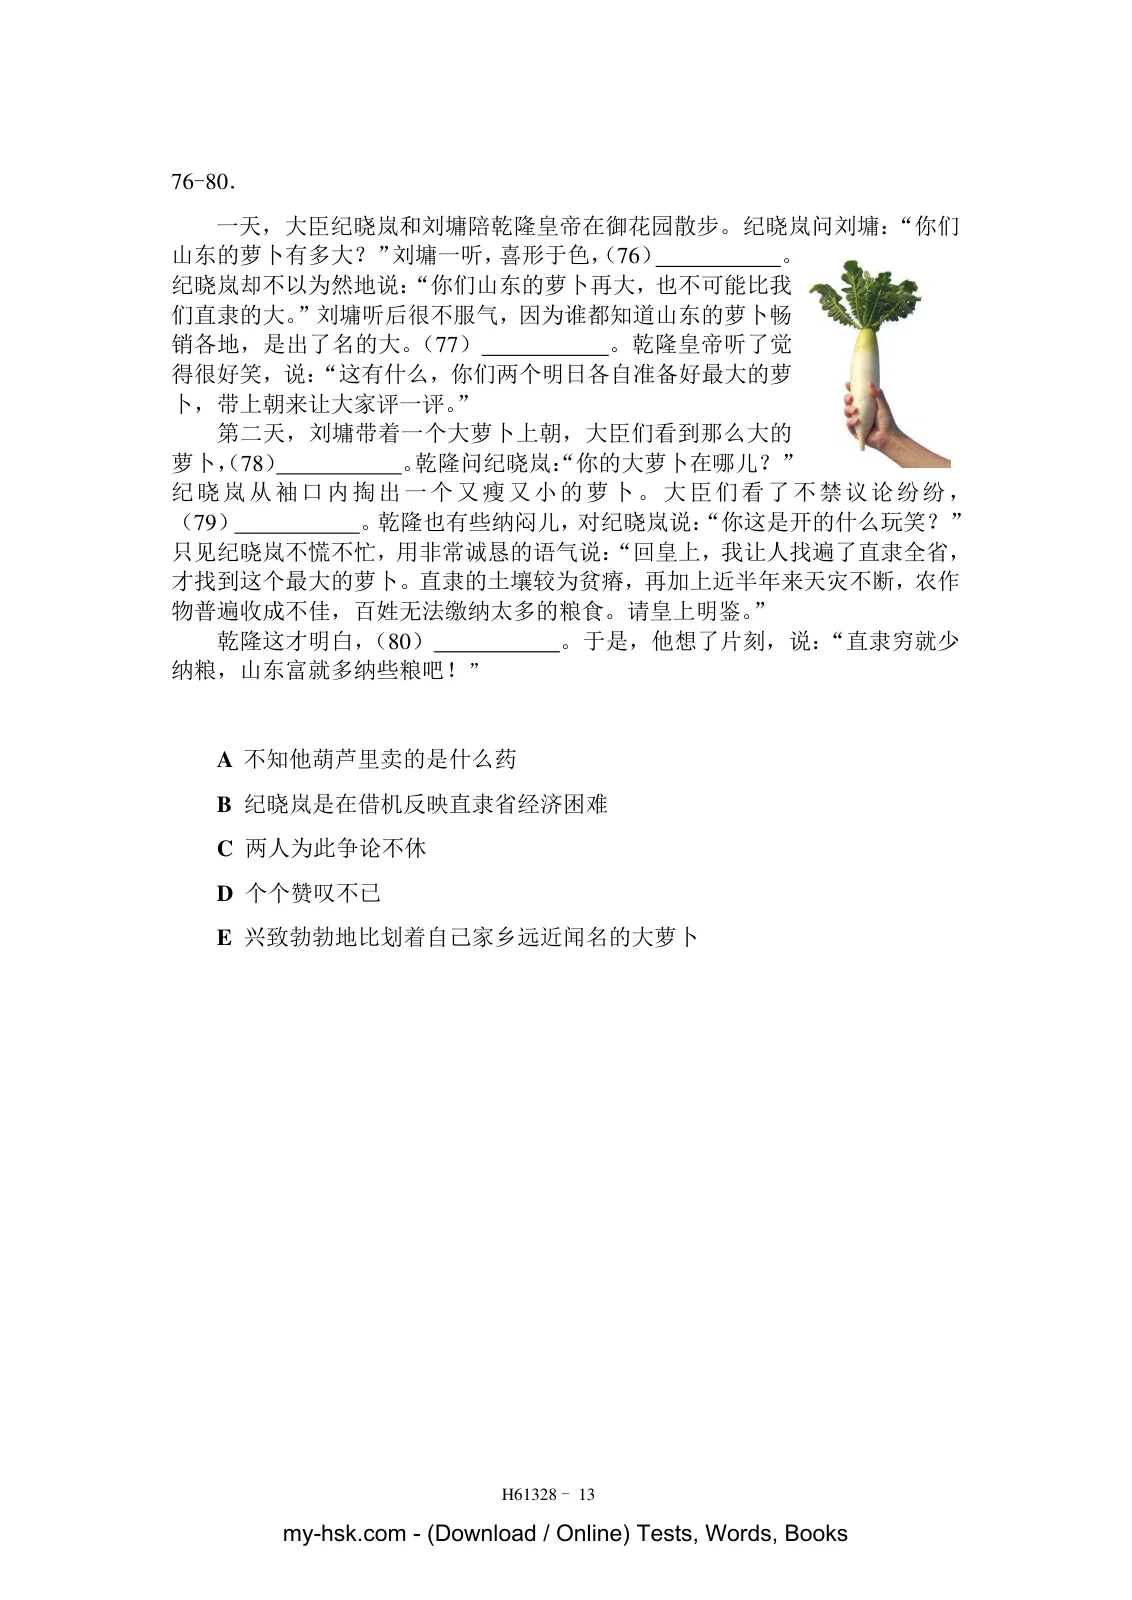 76-80．
一天，大臣纪晓岚和刘墉陪乾隆皇帝在御花园散步。纪晓岚问刘墉：“你们
山东的萝卜有多大？”刘墉一听，喜形于色，（76）___________。
纪晓岚却不以为然地说：“你们山东的萝卜再大，也不可能比我
们直隶的大。”刘墉听后很不服气，因为谁都知道山东的萝卜畅
销各地，是出了名的大。（77）___________。乾隆皇帝听了觉
得很好笑，说：“这有什么，你们两个明日各自准备好最大的萝
卜，带上朝来让大家评一评。”
第二天，刘墉带着一个大萝卜上朝，大臣们看到那么大的
萝卜，（78）___________。乾隆问纪晓岚：“你的大萝卜在哪儿？”
纪晓岚从袖口内掏出一个又瘦又小的萝卜。大臣们看了不禁议论纷纷，
（79）___________。乾隆也有些纳闷儿，对纪晓岚说：“你这是开的什么玩笑？”
只见纪晓岚不慌不忙，用非常诚恳的语气说：“回皇上，我让人找遍了直隶全省，
才找到这个最大的萝卜。直隶的土壤较为贫瘠，再加上近半年来天灾不断，农作
物普遍收成不佳，百姓无法缴纳太多的粮食。请皇上明鉴。”
乾隆这才明白，（80）___________。于是，他想了片刻，说：“直隶穷就少
纳粮，山东富就多纳些粮吧！”
A 不知他葫芦里卖的是什么药
B 纪晓岚是在借机反映直隶省经济困难
C 两人为此争论不休
D 个个赞叹不已
E 兴致勃勃地比划着自己家乡远近闻名的大萝卜
H61328 - 13
my-hsk.com - (Download / Online) Tests, Words, Books